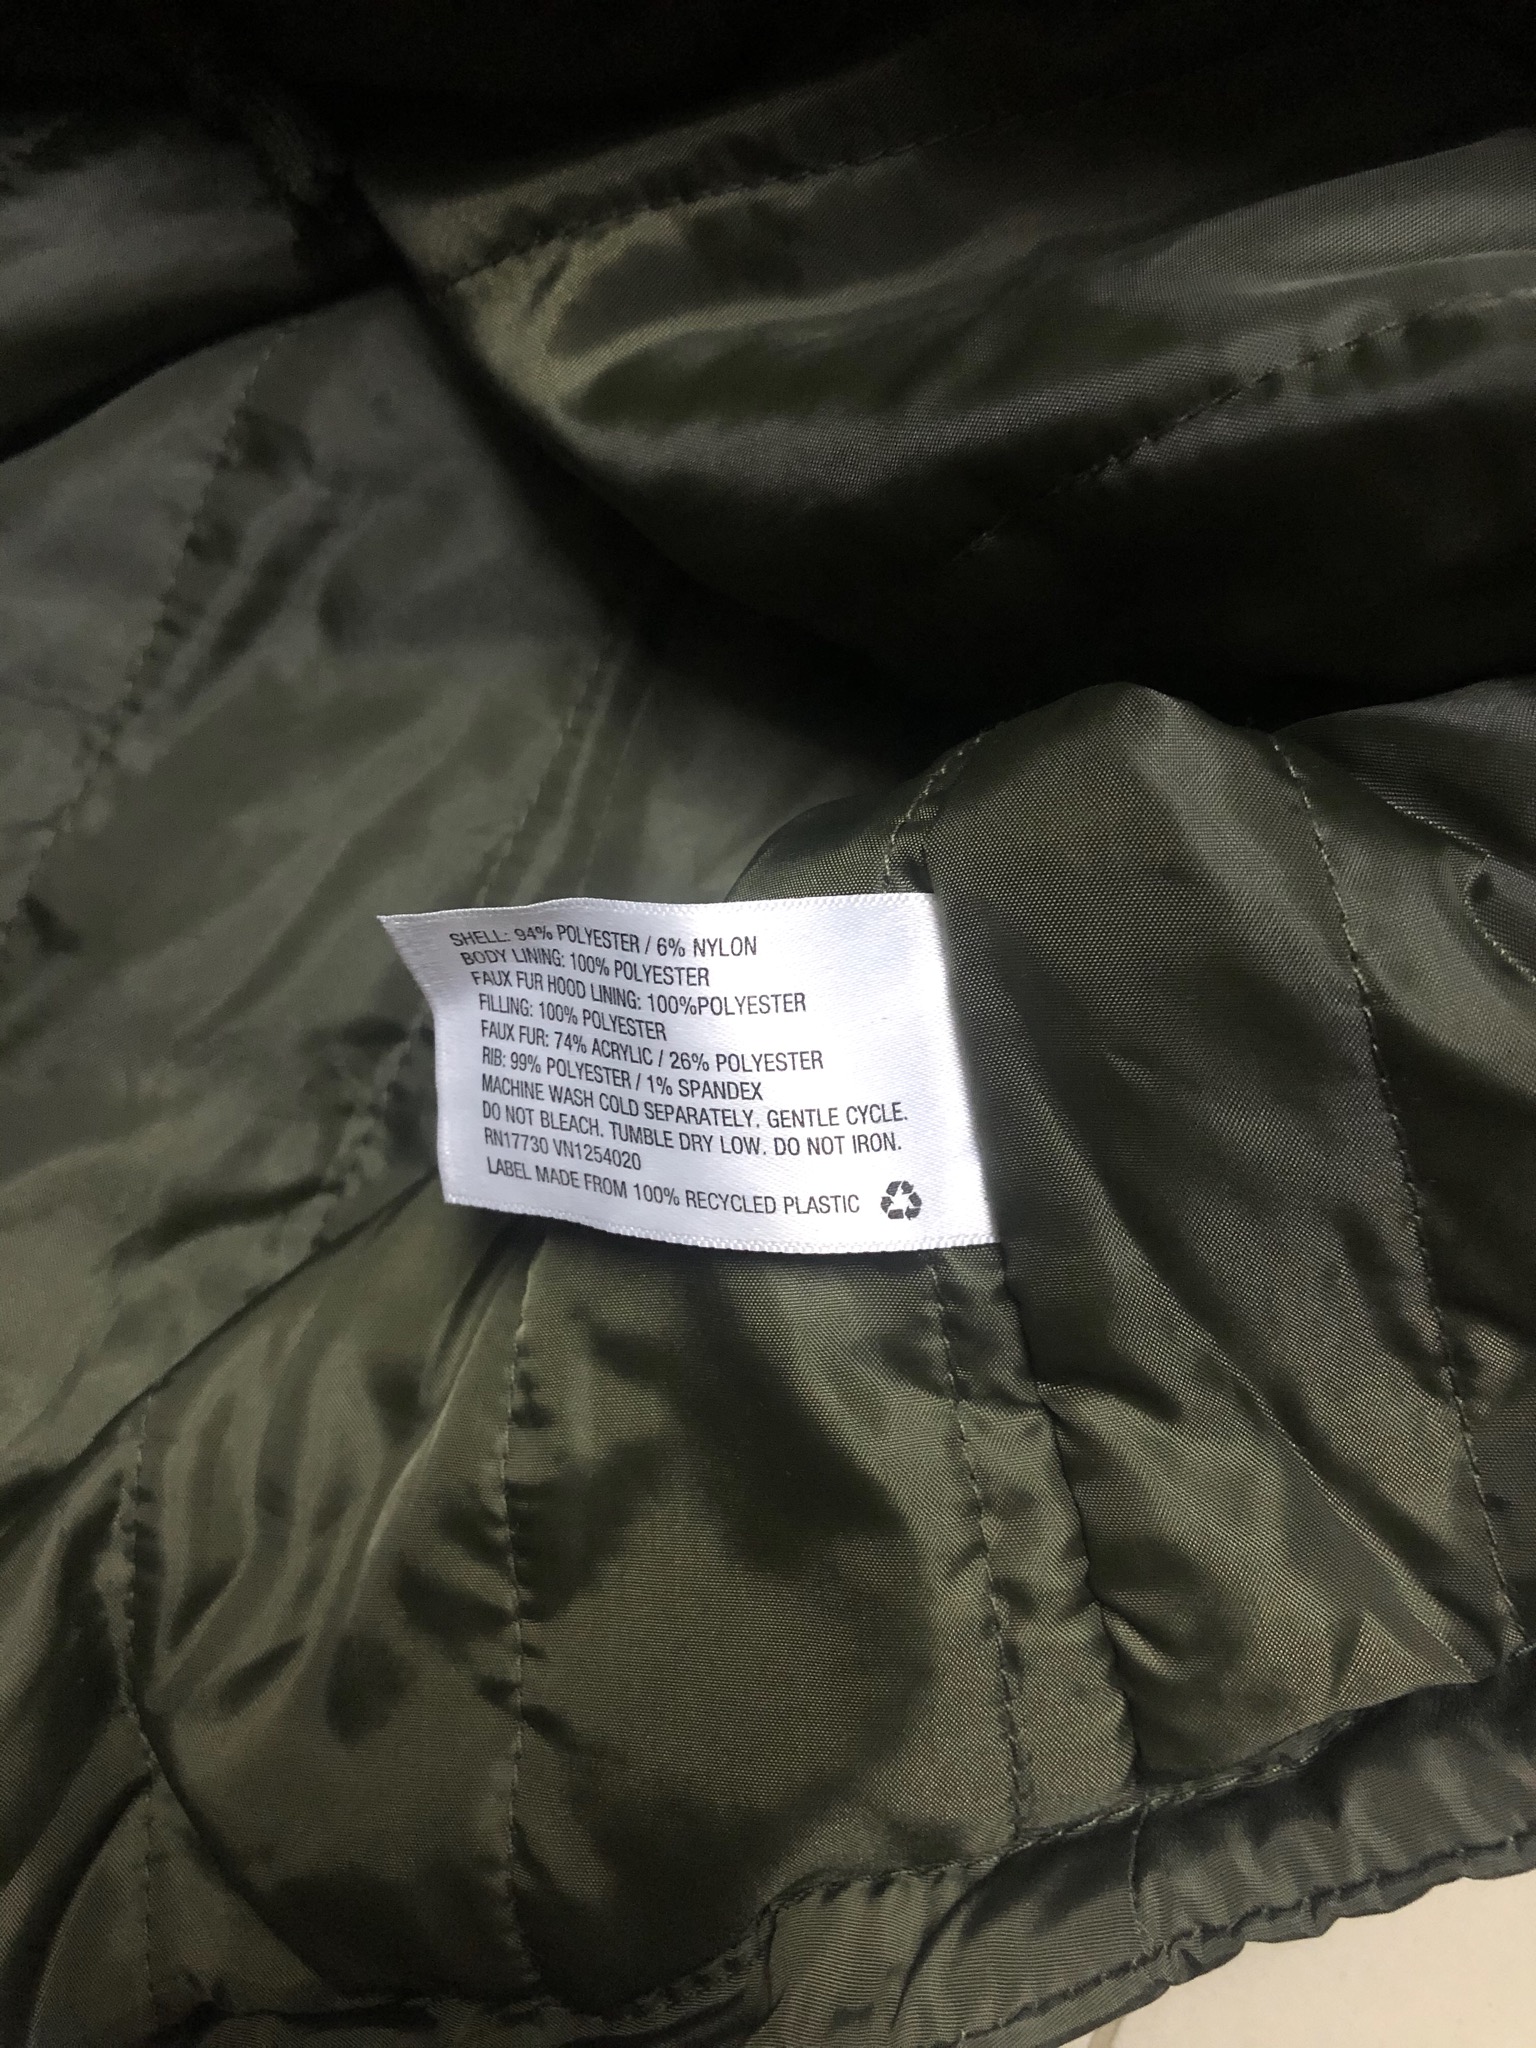 SHELL: 94% POLYESTER / 6% NYLON
BODY LINING: 100% POLYESTER
FAUX FUR HOOD LINING: 100%POLYESTER
FILLING: 100% POLYESTER
FAUX FUR: 74% ACRYLIC / 26% POLYESTER
RIB: 99% POLYESTER / 1% SPANDEX
MACHINE WASH COLD SEPARATELY. GENTLE CYCLE.
DO NOT BLEACH. TUMBLE DRY LOW. DO NOT IRON.
RN17730 VN1254020
LABEL MADE FROM 100% RECYCLED PLASTIC